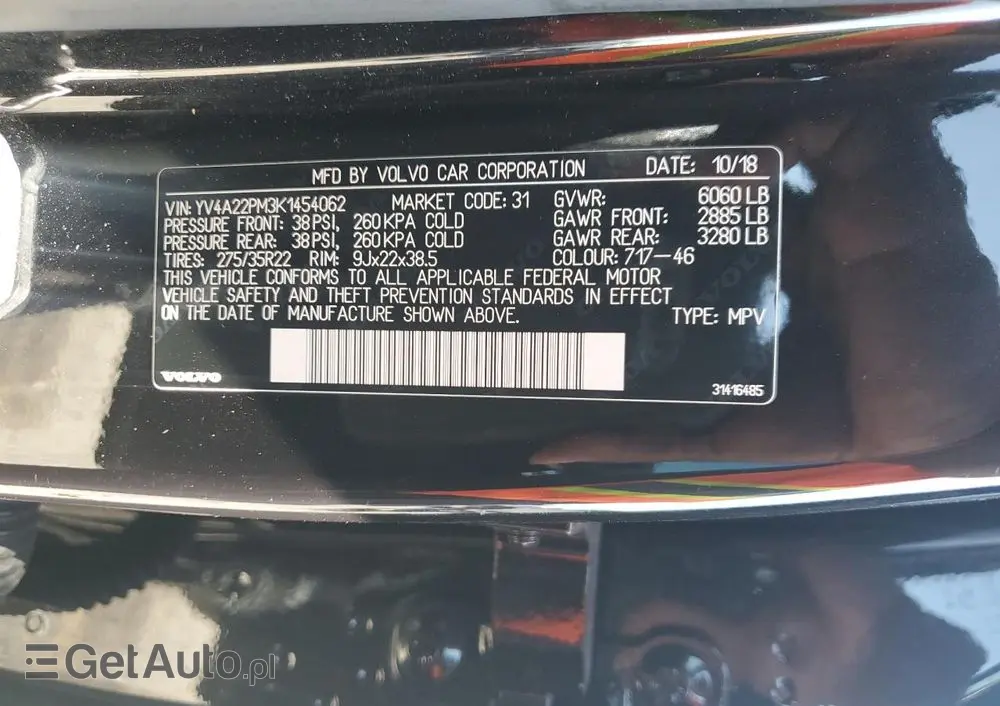 MFD BY VOLVO CAR CORPORATION DATE: 10/18
VIN: YV4A22PM3K1454062 MARKET CODE: 31 GVWR: 6060 LB
PRESSURE FRONT: 38 PSI, 260 KPA COLD GAWR FRONT: 2885 LB
PRESSURE REAR: 38 PSI, 260 KPA COLD GAWR REAR: 3280 LB
TIRES: 275/35R22 RIM: 9Jx22x38.5 COLOUR: 717-46
THIS VEHICLE CONFORMS TO ALL APPLICABLE FEDERAL MOTOR
VEHICLE SAFETY AND THEFT PREVENTION STANDARDS IN EFFECT
ON THE DATE OF MANUFACTURE SHOWN ABOVE. TYPE: MPV
VOLVO 31416485
GetAuto.pl